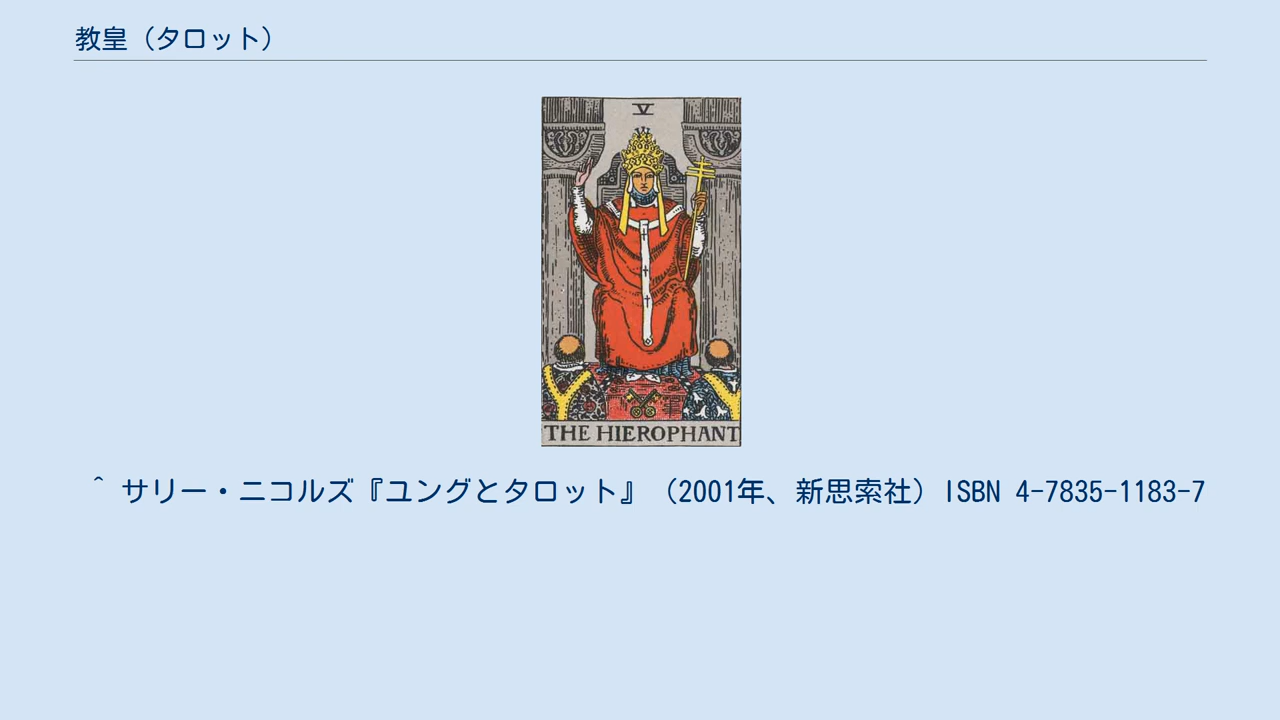 教皇（タロット）
V
THE HIEROPHANT
^ サリー・ニコルズ『ユングとタロット』（2001年、新思索社）ISBN 4-7835-1183-7